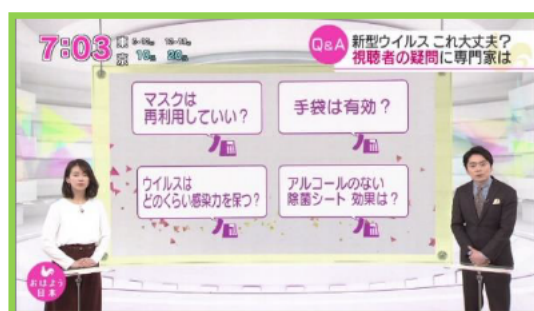 7:03
東京
Q&A
新型ウイルス これ大丈夫?
視聴者の疑問に専門家は
マスクは
再利用していい?
手袋は有効?
ウイルスは
どのくらい感染力を保つ?
アルコールのない
除菌シート 効果は?
おはよう
日本